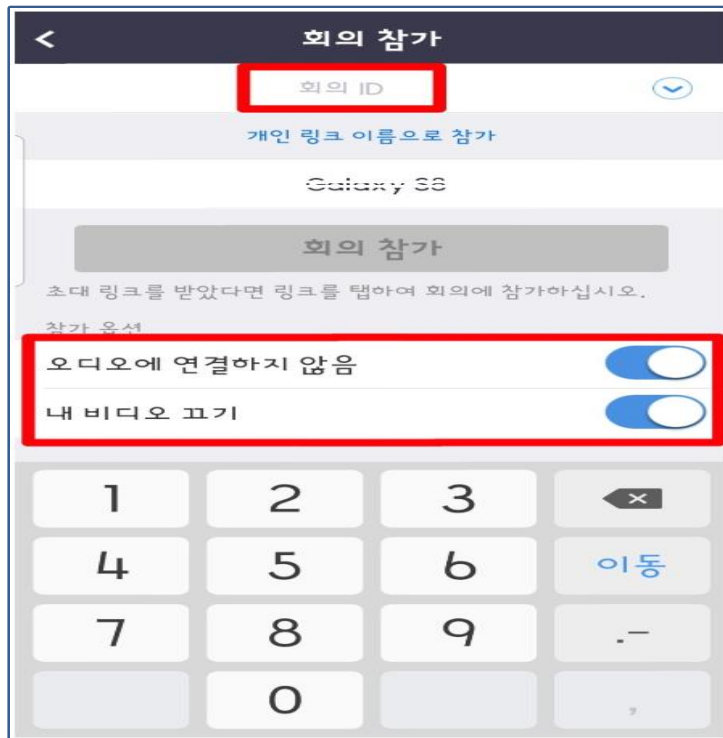 회의 참가
회의 ID
개인 링크 이름으로 참가
Galaxy S8
회의 참가
초대 링크를 받았다면 링크를 탭하여 회의에 참가하십시오.
참가 옵션
오디오에 연결하지 않음
내 비디오 끄기
1 2 3
4 5 6 이동
7 8 9 .-
0 ,